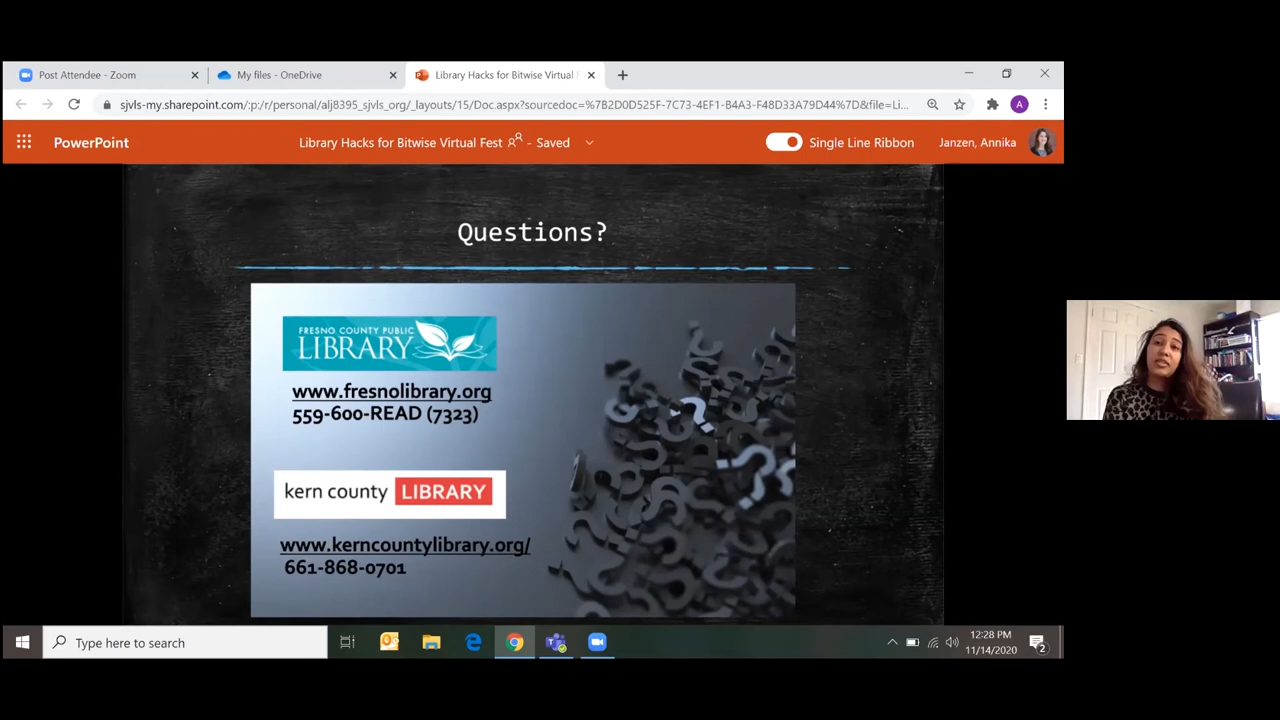 Post Attendee - Zoom
My files - OneDrive
Library Hacks for Bitwise Virtual F
sjvls-my.sharepoint.com/:p:/r/personal/alj8395_sjvls_org/_layouts/15/Doc.aspx?sourcedoc=%7B2D0D525F-7C73-4EF1-B4A3-F48D33A79D44%7D&file=Li...
A
PowerPoint
Library Hacks for Bitwise Virtual Fest - Saved
Single Line Ribbon
Janzen, Annika
Questions?
FRESNO COUNTY PUBLIC
LIBRARY
www.fresnolibrary.org
559-600-READ (7323)
kern county LIBRARY
www.kerncountylibrary.org/
661-868-0701
Type here to search
12:28 PM
11/14/2020
2